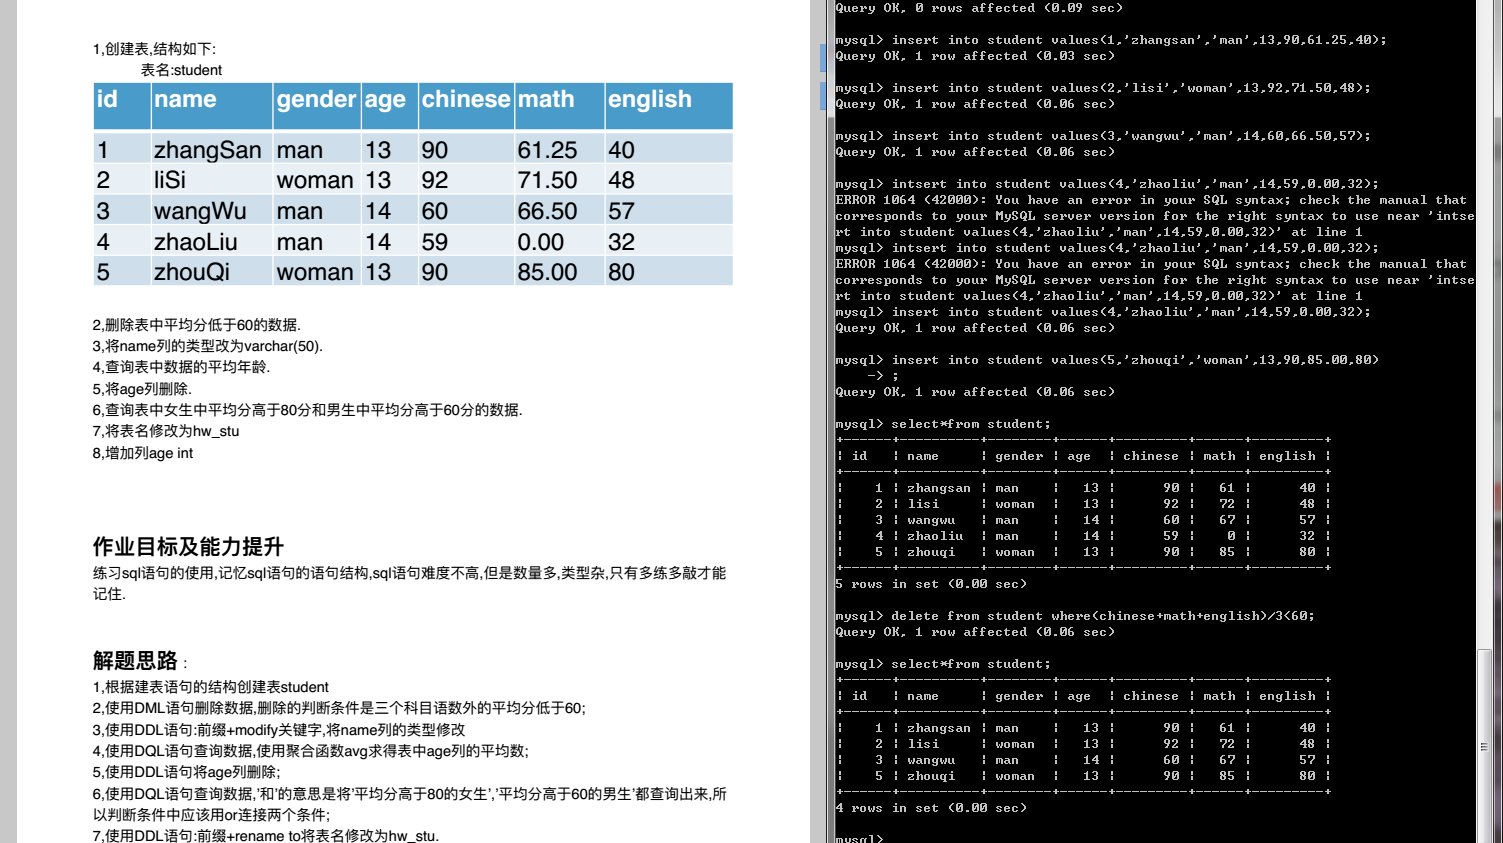 1,创建表,结构如下:
表名:student
id name gender age chinese math english
1 zhangSan man 13 90 61.25 40
2 liSi woman 13 92 71.50 48
3 wangWu man 14 60 66.50 57
4 zhaoLiu man 14 59 0.00 32
5 zhouQi woman 13 90 85.00 80
2,删除表中平均分低于60的数据.
3,将name列的类型改为varchar(50).
4,查询表中数据的平均年龄.
5,将age列删除.
6,查询表中女生中平均分高于80分和男生中平均分高于60分的数据.
7,将表名修改为hw_stu
8,增加列age int
作业目标及能力提升
练习sql语句的使用,记忆sql语句的语句结构,sql语句难度不高,但是数量多,类型杂,只有多练多敲才能
记住.
解题思路 :
1,根据建表语句的结构创建表student
2,使用DML语句删除数据,删除的判断条件是三个科目语数外的平均分低于60;
3,使用DDL语句:前缀+modify关键字,将name列的类型修改
4,使用DQL语句查询数据,使用聚合函数avg求得表中age列的平均数;
5,使用DDL语句将age列删除;
6,使用DQL语句查询数据,'和'的意思是将'平均分高于80的女生','平均分高于60的男生'都查询出来,所
以判断条件中应该用or连接两个条件;
7,使用DDL语句:前缀+rename to将表名修改为hw_stu.
Query OK, 0 rows affected (0.09 sec)
mysql> insert into student values(1,'zhangsan','man',13,90,61.25,40);
Query OK, 1 row affected (0.03 sec)
mysql> insert into student values(2,'lisi','woman',13,92,71.50,48);
Query OK, 1 row affected (0.06 sec)
mysql> insert into student values(3,'wangwu','man',14,60,66.50,57);
Query OK, 1 row affected (0.06 sec)
mysql> intsert into student values(4,'zhaoliu','man',14,59,0.00,32);
ERROR 1064 (42000): You have an error in your SQL syntax; check the manual that
corresponds to your MySQL server version for the right syntax to use near 'intse
rt into student values(4,'zhaoliu','man',14,59,0.00,32)' at line 1
mysql> intsert into student values(4,'zhaoliu','man',14,59,0.00,32);
ERROR 1064 (42000): You have an error in your SQL syntax; check the manual that
corresponds to your MySQL server version for the right syntax to use near 'intse
rt into student values(4,'zhaoliu','man',14,59,0.00,32)' at line 1
mysql> insert into student values(4,'zhaoliu','man',14,59,0.00,32);
Query OK, 1 row affected (0.06 sec)
mysql> insert into student values(5,'zhouqi','woman',13,90,85.00,80)
-> ;
Query OK, 1 row affected (0.06 sec)
mysql> select*from student;
+------+----------+--------+------+---------+------+---------+
| id | name | gender | age | chinese | math | english |
+------+----------+--------+------+---------+------+---------+
| 1 | zhangsan | man | 13 | 90 | 61 | 40 |
| 2 | lisi | woman | 13 | 92 | 72 | 48 |
| 3 | wangwu | man | 14 | 60 | 67 | 57 |
| 4 | zhaoliu | man | 14 | 59 | 0 | 32 |
| 5 | zhouqi | woman | 13 | 90 | 85 | 80 |
+------+----------+--------+------+---------+------+---------+
5 rows in set (0.00 sec)
mysql> delete from student where(chinese+math+english)/3<60;
Query OK, 1 row affected (0.06 sec)
mysql> select*from student;
+------+----------+--------+------+---------+------+---------+
| id | name | gender | age | chinese | math | english |
+------+----------+--------+------+---------+------+---------+
| 1 | zhangsan | man | 13 | 90 | 61 | 40 |
| 2 | lisi | woman | 13 | 92 | 72 | 48 |
| 3 | wangwu | man | 14 | 60 | 67 | 57 |
| 5 | zhouqi | woman | 13 | 90 | 85 | 80 |
+------+----------+--------+------+---------+------+---------+
4 rows in set (0.00 sec)
mysql>